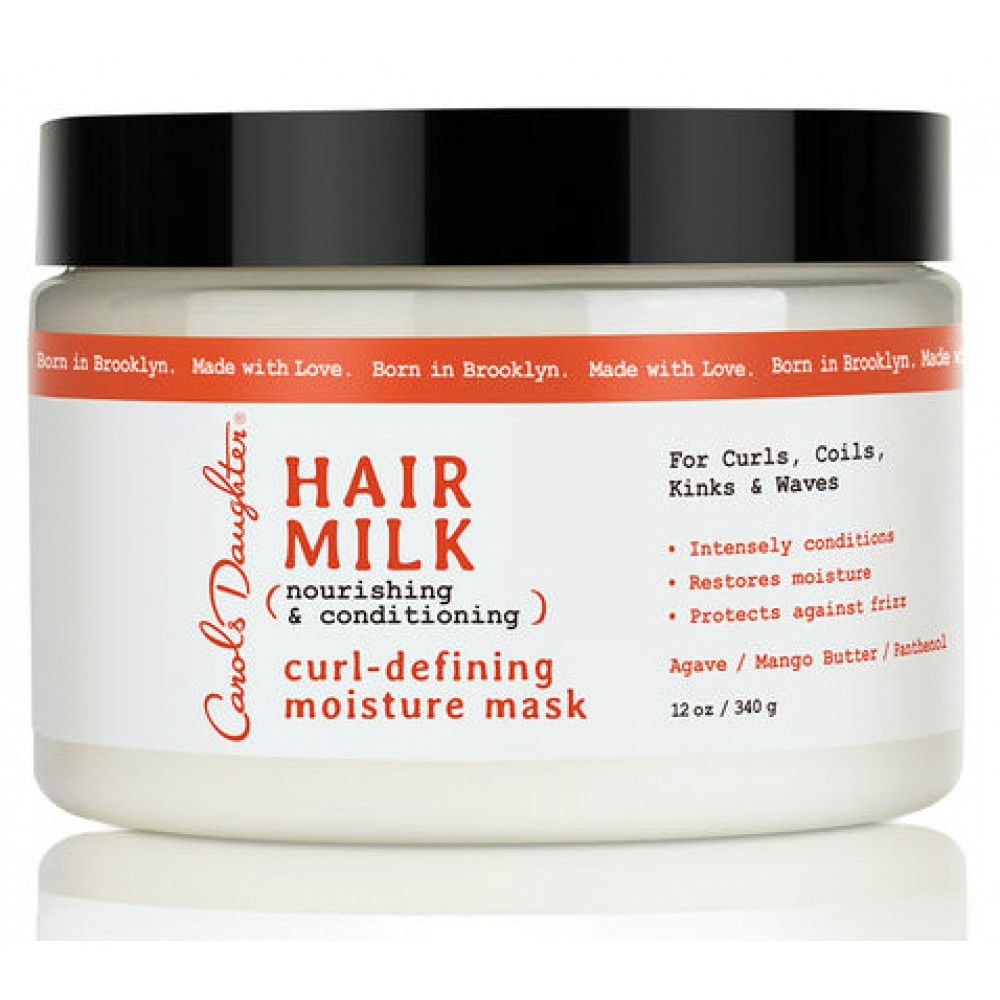 Born in Brooklyn. Made with Love. Born in Brooklyn. Made with Love. Born in Brooklyn. Made with
Carol's Daughter®
HAIR
MILK
(nourishing
& conditioning)
curl-defining
moisture mask
For Curls, Coils,
Kinks & Waves
• Intensely conditions
• Restores moisture
• Protects against frizz
Agave / Mango Butter / Panthenol
12 oz / 340 g